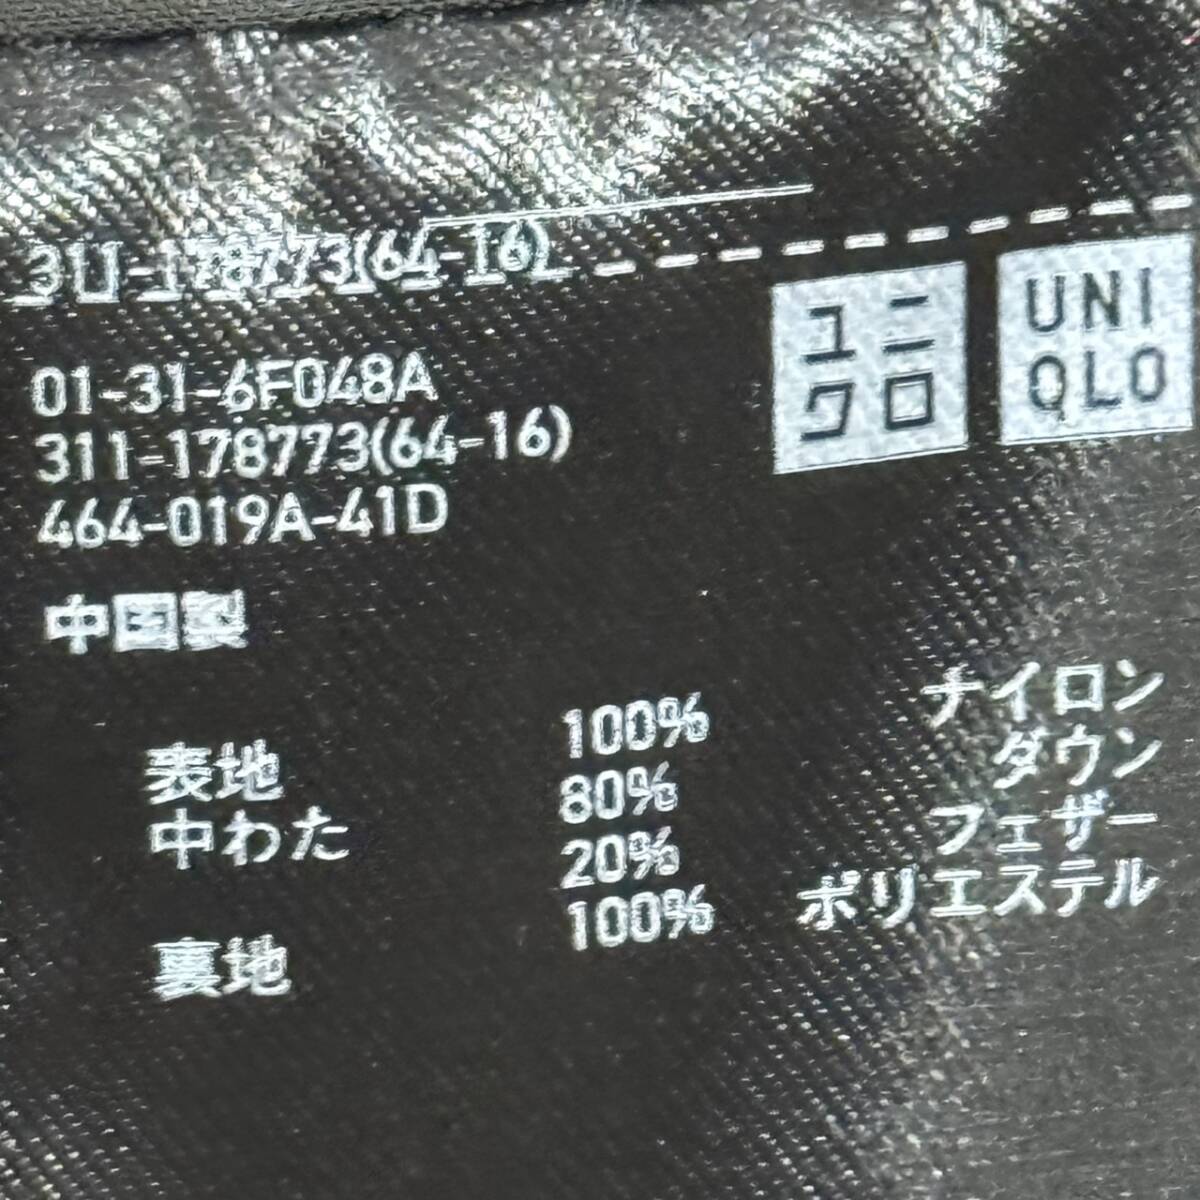 311-178773(64-16)
ユニ
クロ
UNI
QLO
01-31-6F048A
311-178773(64-16)
464-019A-41D
中国製
表地 100% ナイロン
中わた 80% ダウン
20% フェザー
裏地 100% ポリエステル